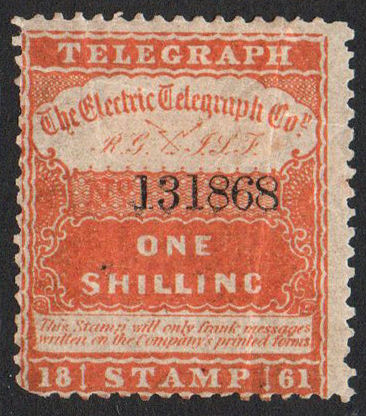 TELEGRAPH
The Electric Telegraph Coy
No 131868
ONE
SHILLING
This Stamp will only frank messages
written on the Company's printed forms
18 STAMP 61